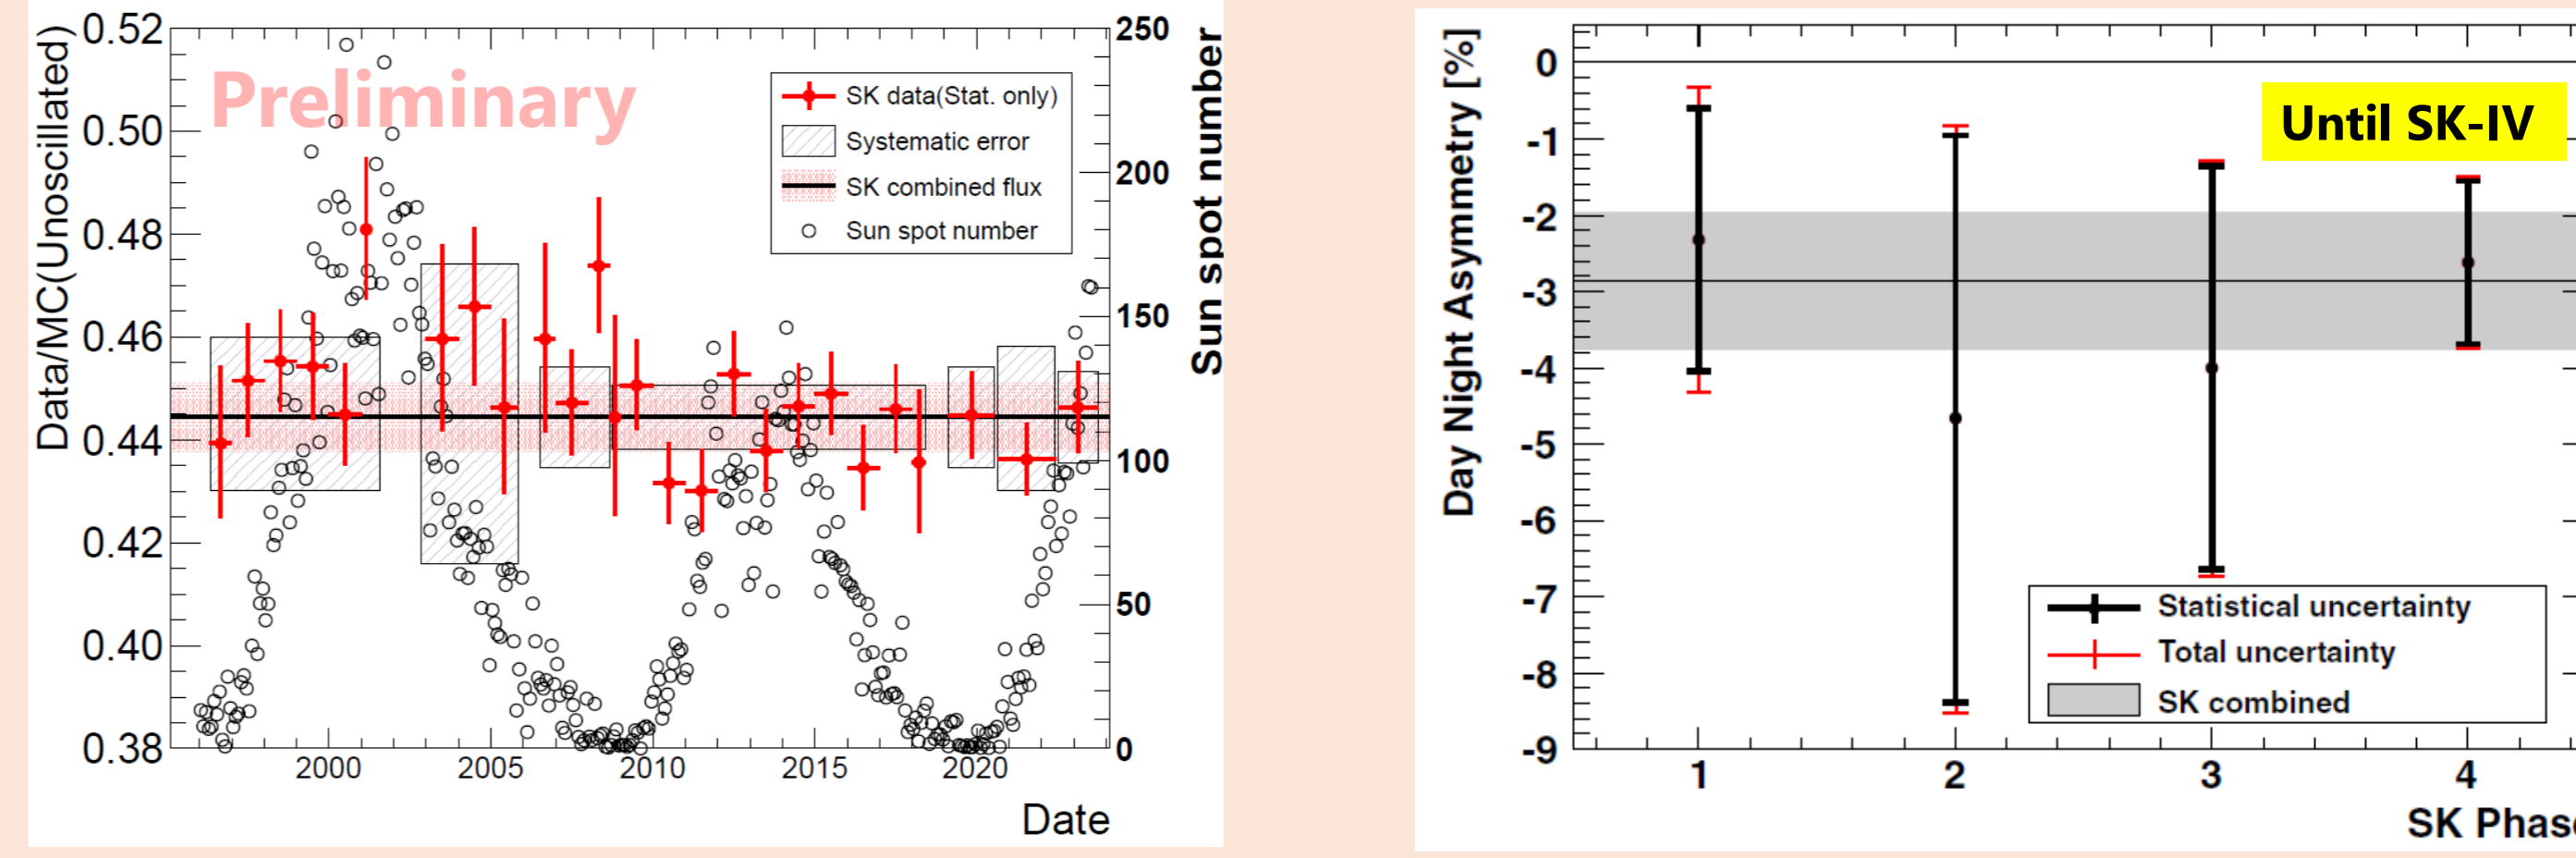 Data/MC(Unoscillated)
0.52
0.50
0.48
0.46
0.44
0.42
0.40
0.38
Preliminary
SK data(Stat. only)
Systematic error
SK combined flux
Sun spot number
250
200
150
100
50
0
Sun spot number
2000 2005 2010 2015 2020
Date
Day Night Asymmetry [%]
0
-1
-2
-3
-4
-5
-6
-7
-8
-9
Until SK-IV
Statistical uncertainty
Total uncertainty
SK combined
1 2 3 4
SK Phase